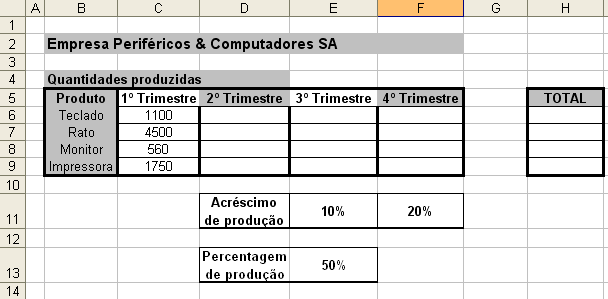 A B C D E F G H
1
2 Empresa Periféricos & Computadores SA
3
4 Quantidades produzidas
5 Produto 1º Trimestre 2º Trimestre 3º Trimestre 4º Trimestre TOTAL
6 Teclado 1100
7 Rato 4500
8 Monitor 560
9 Impressora 1750
10
Acréscimo
11 10% 20%
de produção
12
Percentagem
13 50%
de produção
14